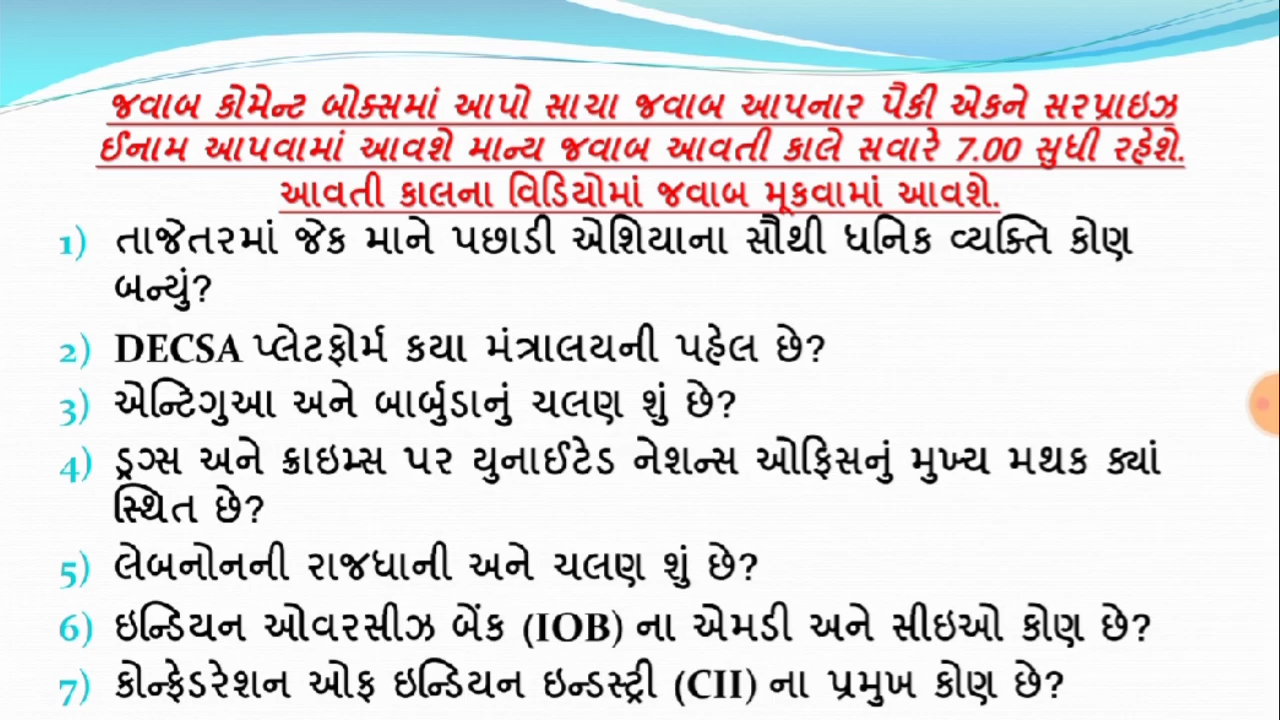 જવાબ કોમેન્ટ બોક્સમાં આપો સાચા જવાબ આપનાર પૈકી એકને સરપ્રાઇઝ
ઈનામ આપવામાં આવશે માન્ય જવાબ આવતી કાલે સવારે 7.00 સુધી રહેશે.
આવતી કાલના વિડિયોમાં જવાબ મૂકવામાં આવશે.
1) તાજેતરમાં જેક માને પછાડી એશિયાના સૌથી ધનિક વ્યક્તિ કોણ
બન્યું?
2) DECSA પ્લેટફોર્મ કયા મંત્રાલયની પહેલ છે?
3) એન્ટિગુઆ અને બાર્બુડાનું ચલણ શું છે?
4) ડ્રગ્સ અને ક્રાઇમ્સ પર યુનાઈટેડ નેશન્સ ઓફિસનું મુખ્ય મથક ક્યાં
સ્થિત છે?
5) લેબનોનની રાજધાની અને ચલણ શું છે?
6) ઇન્ડિયન ઓવરસીઝ બેંક (IOB) ના એમડી અને સીઇઓ કોણ છે?
7) કોન્ફ્રેડરેશન ઓફ ઇન્ડિયન ઇન્ડસ્ટ્રી (CII) ના પ્રમુખ કોણ છે?